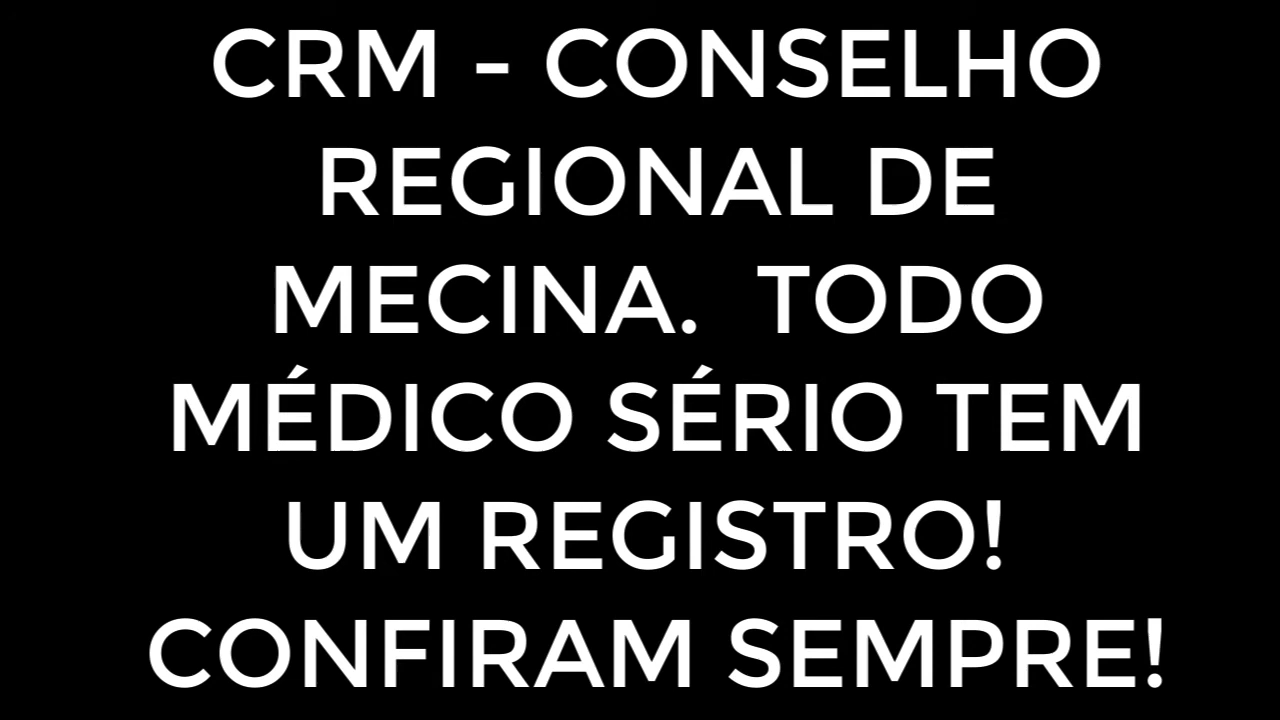 CRM - CONSELHO
REGIONAL DE
MECINA.  TODO
MÉDICO SÉRIO TEM
UM REGISTRO!
CONFIRAM SEMPRE!